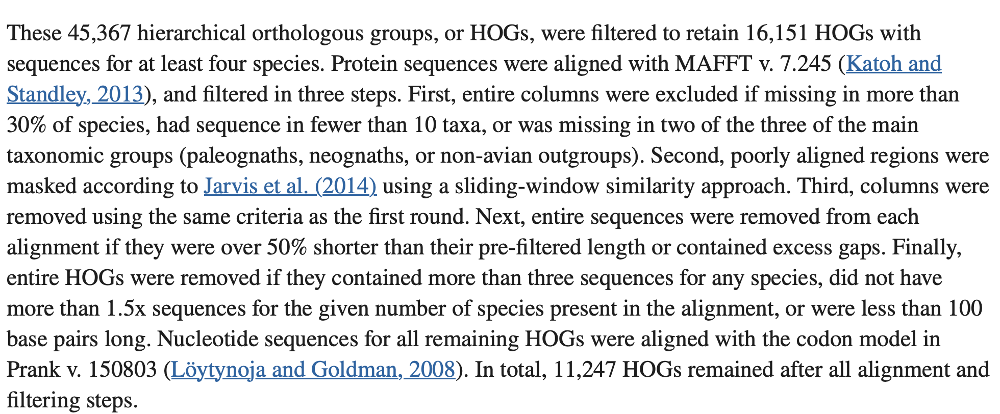 These 45,367 hierarchical orthologous groups, or HOGs, were filtered to retain 16,151 HOGs with
sequences for at least four species. Protein sequences were aligned with MAFFT v. 7.245 (Katoh and
Standley, 2013), and filtered in three steps. First, entire columns were excluded if missing in more than
30% of species, had sequence in fewer than 10 taxa, or was missing in two of the three of the main
taxonomic groups (paleognaths, neognaths, or non-avian outgroups). Second, poorly aligned regions were
masked according to Jarvis et al. (2014) using a sliding-window similarity approach. Third, columns were
removed using the same criteria as the first round. Next, entire sequences were removed from each
alignment if they were over 50% shorter than their pre-filtered length or contained excess gaps. Finally,
entire HOGs were removed if they contained more than three sequences for any species, did not have
more than 1.5x sequences for the given number of species present in the alignment, or were less than 100
base pairs long. Nucleotide sequences for all remaining HOGs were aligned with the codon model in
Prank v. 150803 (Löytynoja and Goldman, 2008). In total, 11,247 HOGs remained after all alignment and
filtering steps.